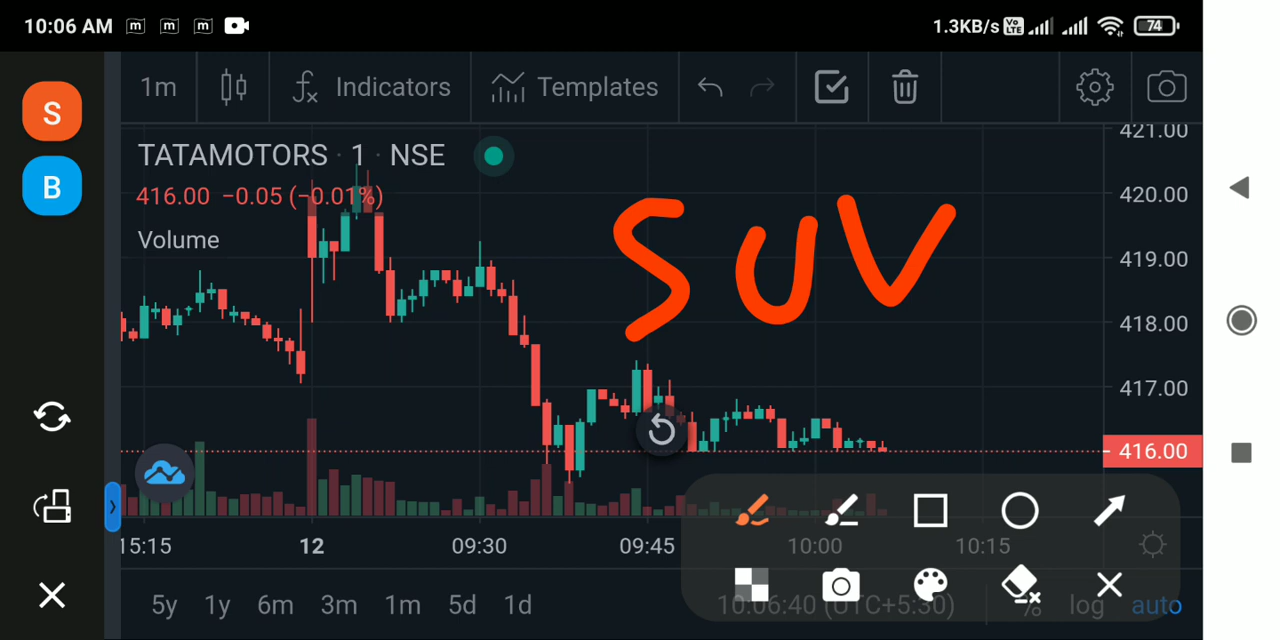 10:06 AM m m m 1.3KB/s Vo LTE 74
S
B
1m Indicators Templates
TATAMOTORS · 1 · NSE
416.00 −0.05 (−0.01%)
Volume
SUV
421.00
420.00
419.00
418.00
417.00
416.00
15:15 12 09:30 09:45 10:00 10:15
5y 1y 6m 3m 1m 5d 1d 10:06:40 (UTC+5:30) % log auto